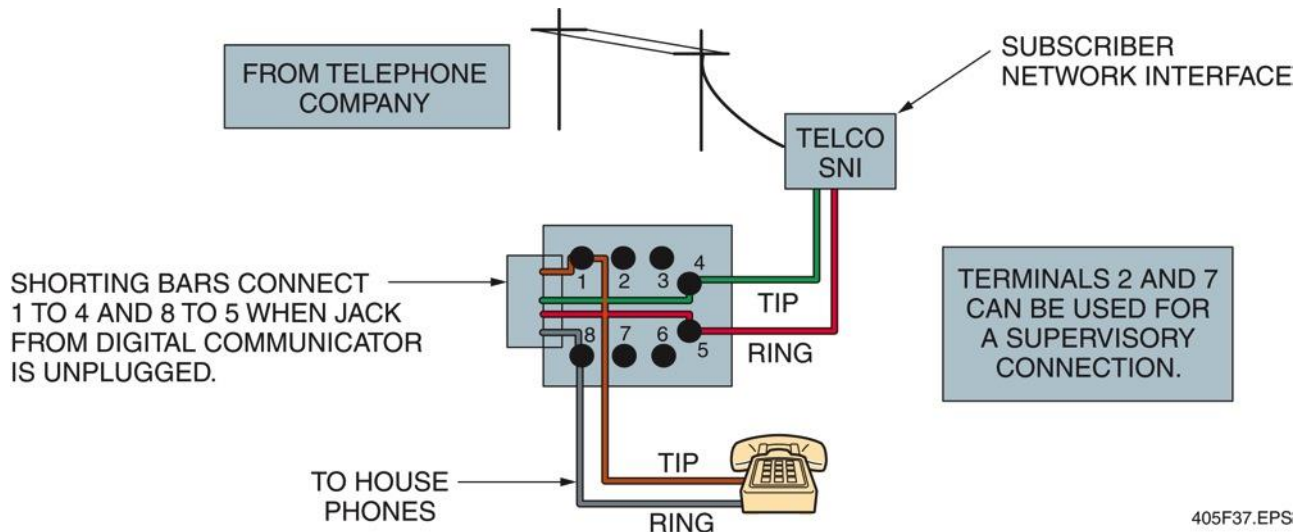 FROM TELEPHONE
COMPANY
SUBSCRIBER
NETWORK INTERFACE
TELCO
SNI
SHORTING BARS CONNECT
1 TO 4 AND 8 TO 5 WHEN JACK
FROM DIGITAL COMMUNICATOR
IS UNPLUGGED.
1
2
3
4
8
7
6
5
TIP
RING
TERMINALS 2 AND 7
CAN BE USED FOR
A SUPERVISORY
CONNECTION.
TO HOUSE
PHONES
TIP
RING
405F37.EPS